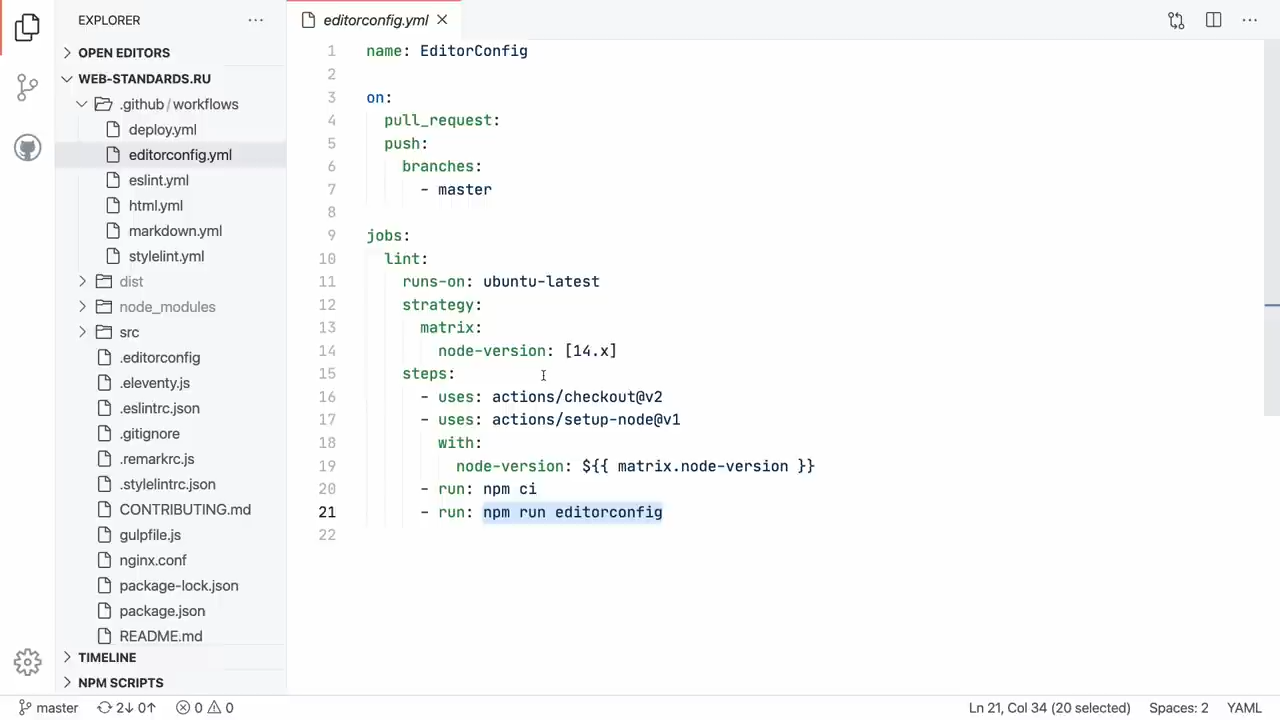 EXPLORER
OPEN EDITORS
WEB-STANDARDS.RU
.github/workflows
deploy.yml
editorconfig.yml
eslint.yml
html.yml
markdown.yml
stylelint.yml
dist
node_modules
src
.editorconfig
.eleventy.js
.eslintrc.json
.gitignore
.remarkrc.js
.stylelintrc.json
CONTRIBUTING.md
gulpfile.js
nginx.conf
package-lock.json
package.json
README.md
TIMELINE
NPM SCRIPTS
editorconfig.yml
1 name: EditorConfig
2
3 on:
4 pull_request:
5 push:
6 branches:
7 - master
8
9 jobs:
10 lint:
11 runs-on: ubuntu-latest
12 strategy:
13 matrix:
14 node-version: [14.x]
15 steps:
16 - uses: actions/checkout@v2
17 - uses: actions/setup-node@v1
18 with:
19 node-version: ${{ matrix.node-version }}
20 - run: npm ci
21 - run: npm run editorconfig
22
master 2↓ 0↑ 0 0 Ln 21, Col 34 (20 selected) Spaces: 2 YAML